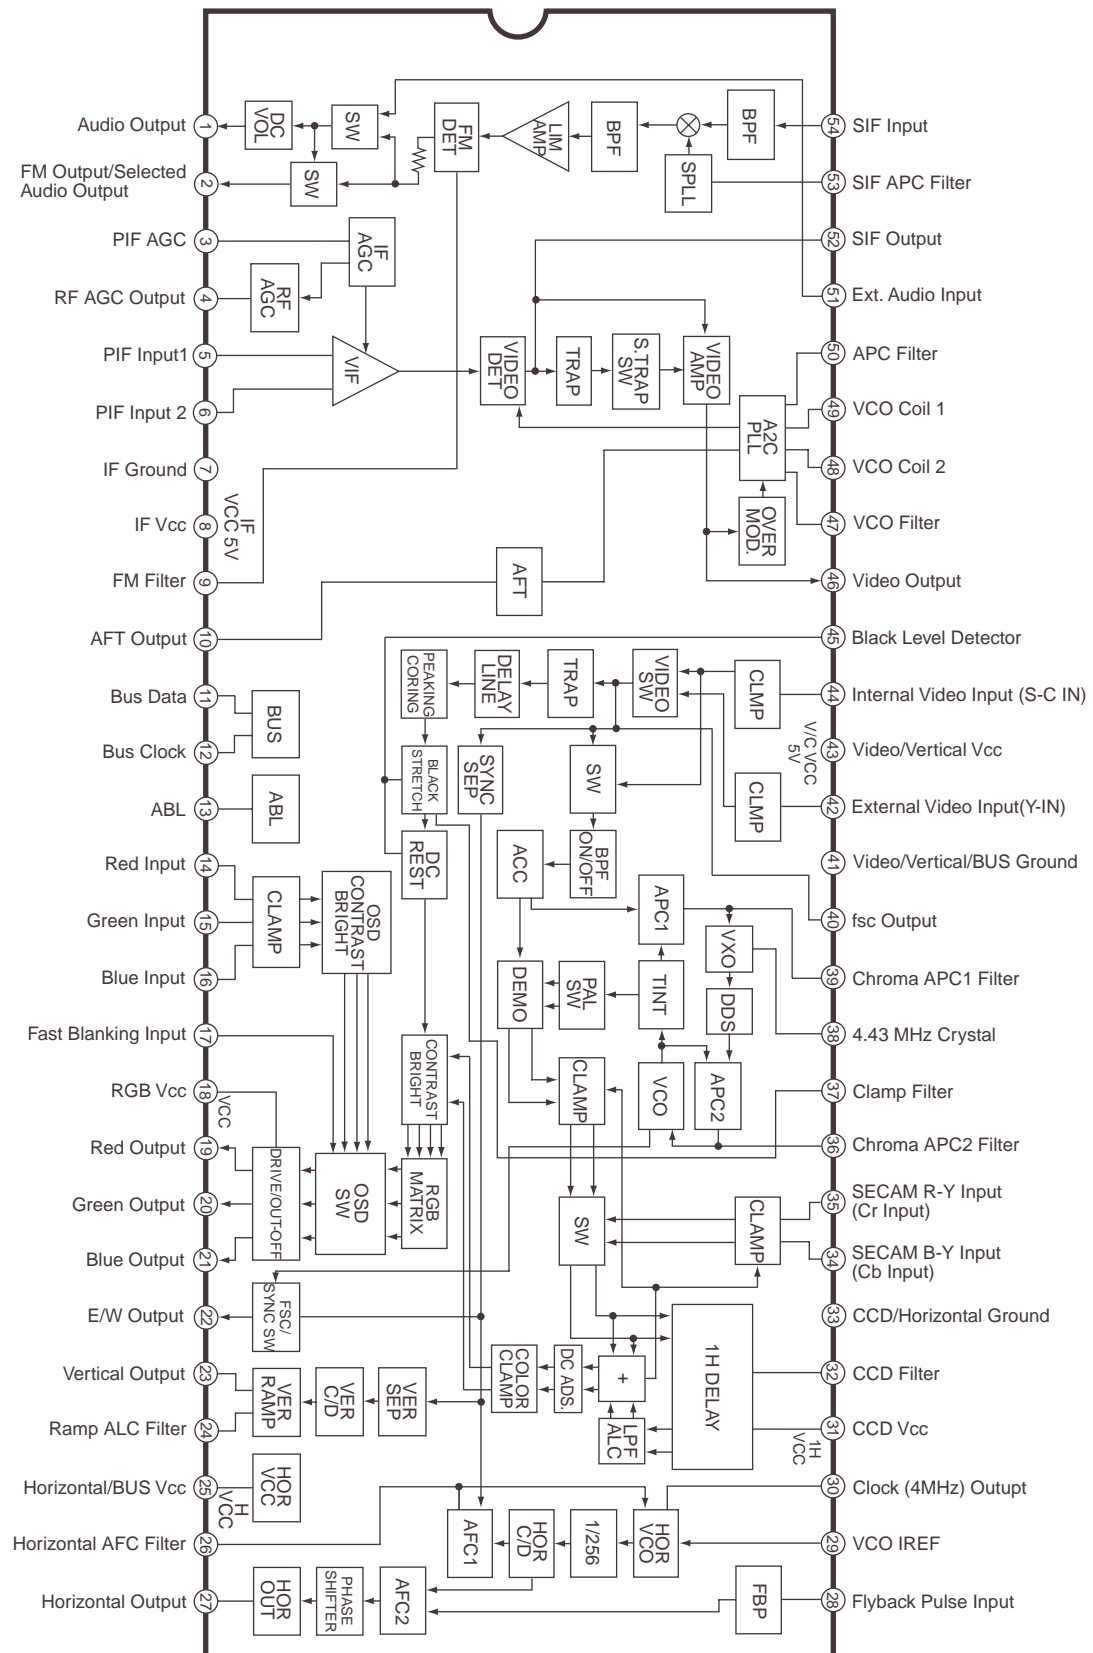 Audio Output
1
DC
VOL
SW
FM
DET
LIM
AMP
BPF
BPF
54
SIF Input
FM Output/Selected
Audio Output
2
SW
SPLL
53
SIF APC Filter
PIF AGC
3
IF
AGC
52
SIF Output
RF AGC Output
4
RF
AGC
51
Ext. Audio Input
PIF Input1
5
VIF
VIDEO
DET
TRAP
S.TRAP
SW
VIDEO
AMP
50
APC Filter
PIF Input 2
6
A2C
PLL
49
VCO Coil 1
IF Ground
7
48
VCO Coil 2
IF Vcc
8
IF
VCC 5V
OVER
MOD.
47
VCO Filter
FM Filter
9
AFT
46
Video Output
AFT Output
10
45
Black Level Detector
Bus Data
11
BUS
PEAKING
CORING
DELAY
LINE
TRAP
VIDEO
SW
CLMP
44
Internal Video Input (S-C IN)
Bus Clock
12
BLACK
STRETCH
SYNC
SEP
SW
V/C VCC
5V
43
Video/Vertical Vcc
ABL
13
ABL
CLMP
42
External Video Input(Y-IN)
Red Input
14
DC
REST
ACC
BPF
ON/OFF
41
Video/Vertical/BUS Ground
Green Input
15
CLAMP
OSD
CONTRAST
BRIGHT
APC1
VXO
40
fsc Output
Blue Input
16
DEMO
PAL
SW
TINT
DDS
39
Chroma APC1 Filter
Fast Blanking Input
17
38
4.43 MHz Crystal
RGB Vcc
18
VCC
CONTRAST
BRIGHT
CLAMP
VCO
APC2
37
Clamp Filter
Red Output
19
DRIVE/OUT-OFF
OSD
SW
RGB
MATRIX
36
Chroma APC2 Filter
Green Output
20
SW
CLAMP
35
SECAM R-Y Input
(Cr Input)
Blue Output
21
34
SECAM B-Y Input
(Cb Input)
E/W Output
22
FSC/
SYNC SW
33
CCD/Horizontal Ground
Vertical Output
23
VER
RAMP
VER
C/D
VER
SEP
COLOR
CLAMP
DC ADS.
+
1H DELAY
32
CCD Filter
Ramp ALC Filter
24
LPF
ALC
31
CCD Vcc
1H
VCC
Horizontal/BUS Vcc
25
H
VCC
HOR
VCC
30
Clock (4MHz) Outupt
Horizontal AFC Filter
26
AFC1
HOR
C/D
1/256
HOR
VCO
29
VCO IREF
Horizontal Output
27
HOR
OUT
PHASE
SHIFTER
AFC2
FBP
28
Flyback Pulse Input